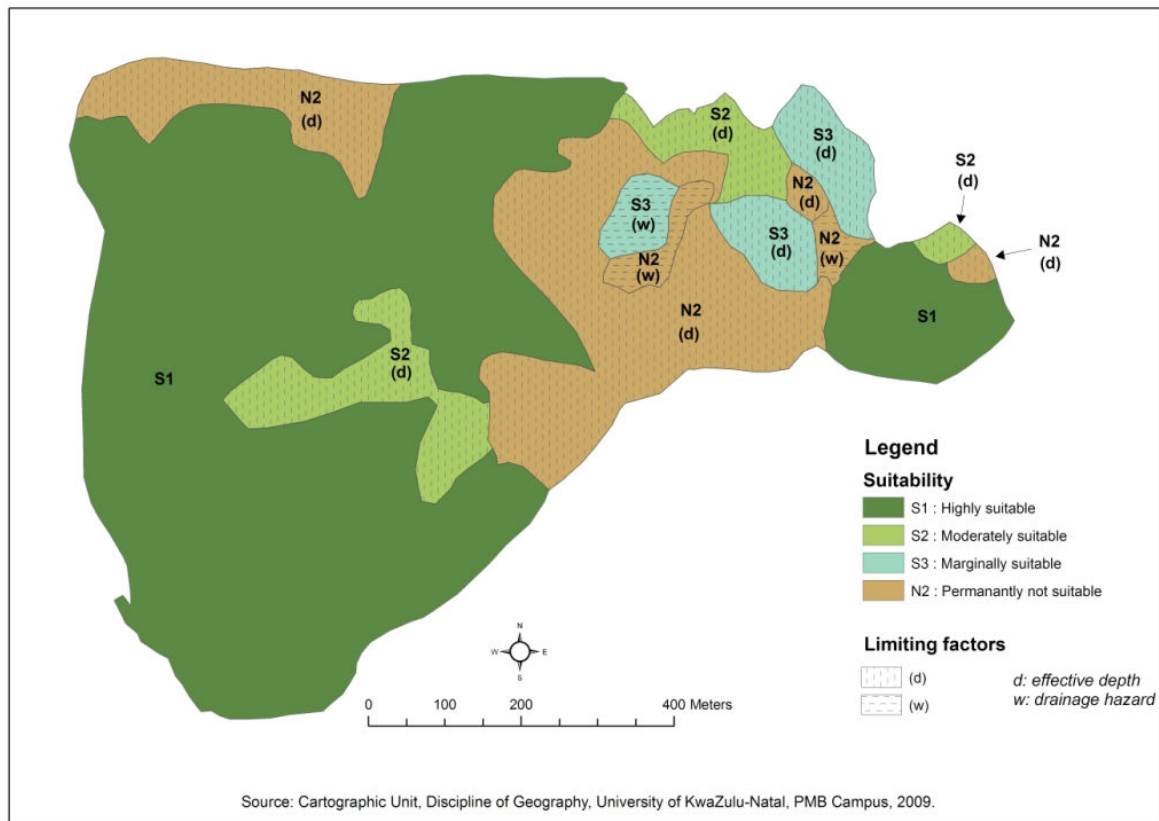 N2
(d)
S2
(d)
S3
(d)
S2
(d)
N2
(d)
S3
(w)
S3
(d)
N2
(w)
N2
(d)
N2
(w)
N2
(d)
S1
S2
(d)
S1
Legend
Suitability
S1 : Highly suitable
S2 : Moderately suitable
S3 : Marginally suitable
N2 : Permanantly not suitable
Limiting factors
(d)
(w)
d: effective depth
w: drainage hazard
N
W E
S
0 100 200 400 Meters
Source: Cartographic Unit, Discipline of Geography, University of KwaZulu-Natal, PMB Campus, 2009.